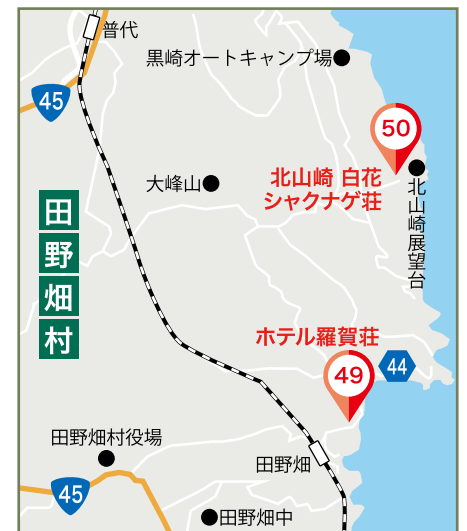 普代
黒崎オートキャンプ場
45
50
北山崎 白花
シャクナゲ荘
大峰山
北山崎展望台
田野畑村
ホテル羅賀荘
49
44
田野畑村役場
田野畑
45
田野畑中